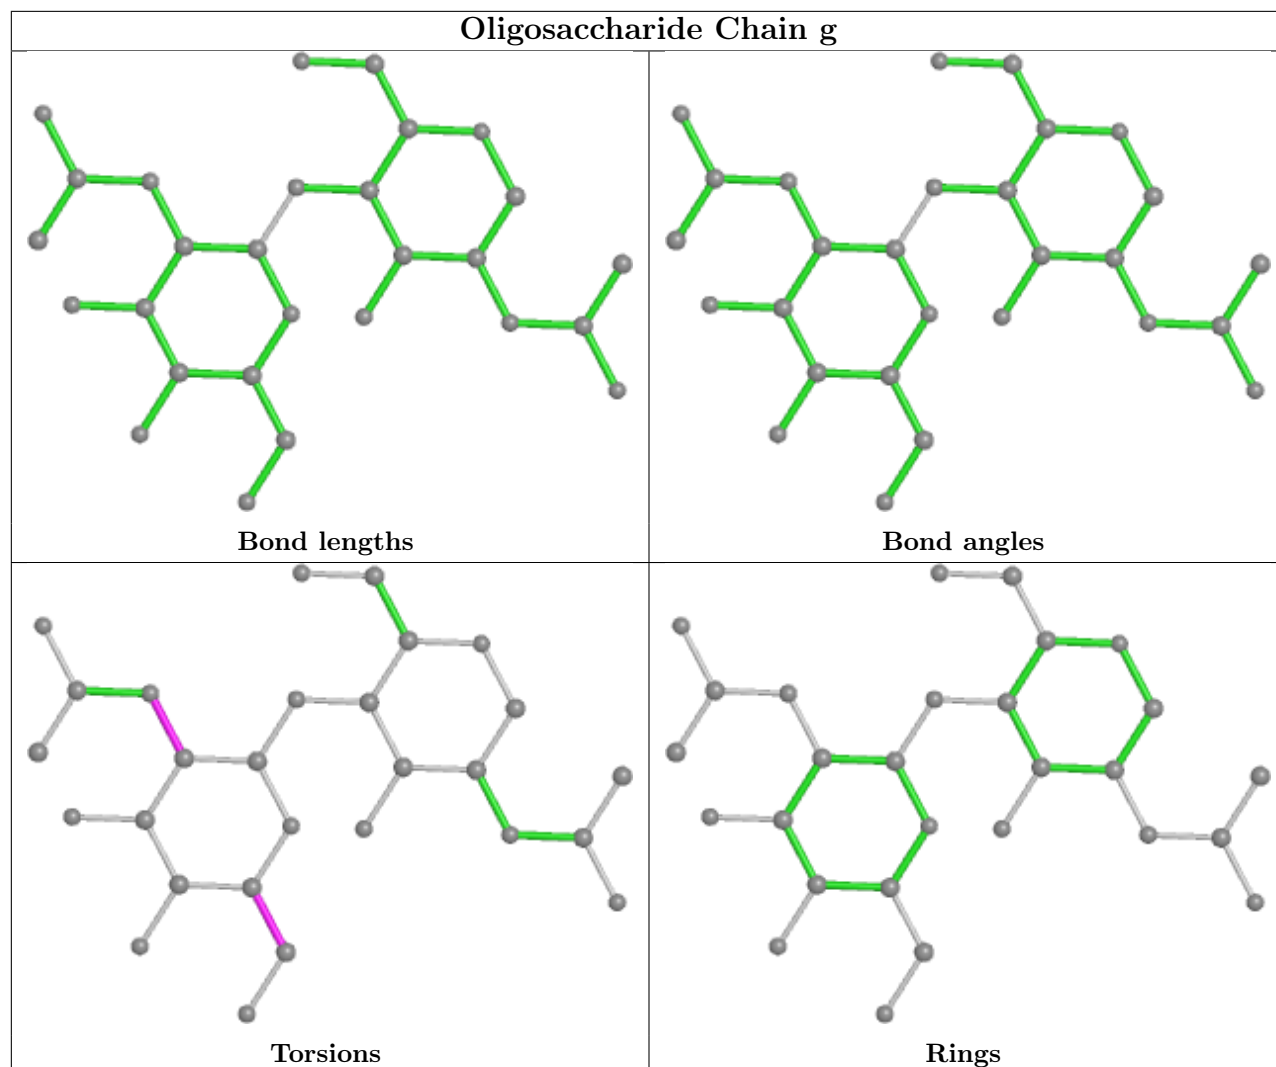 Oligosaccharide Chain g
Bond lengths
Bond angles
Torsions
Rings